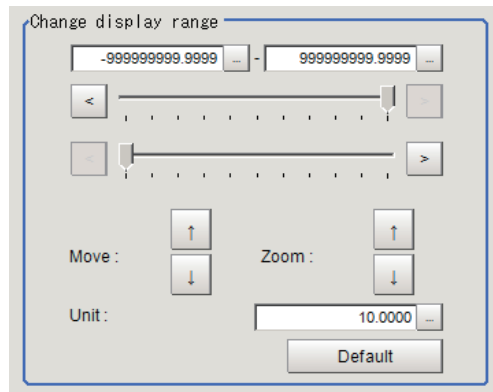 Change display range
-999999999.9999 ... - 999999999.9999 ...
< >
< >
Move : ↑ Zoom : ↑
↓ ↓
Unit : 10.0000 ...
Default